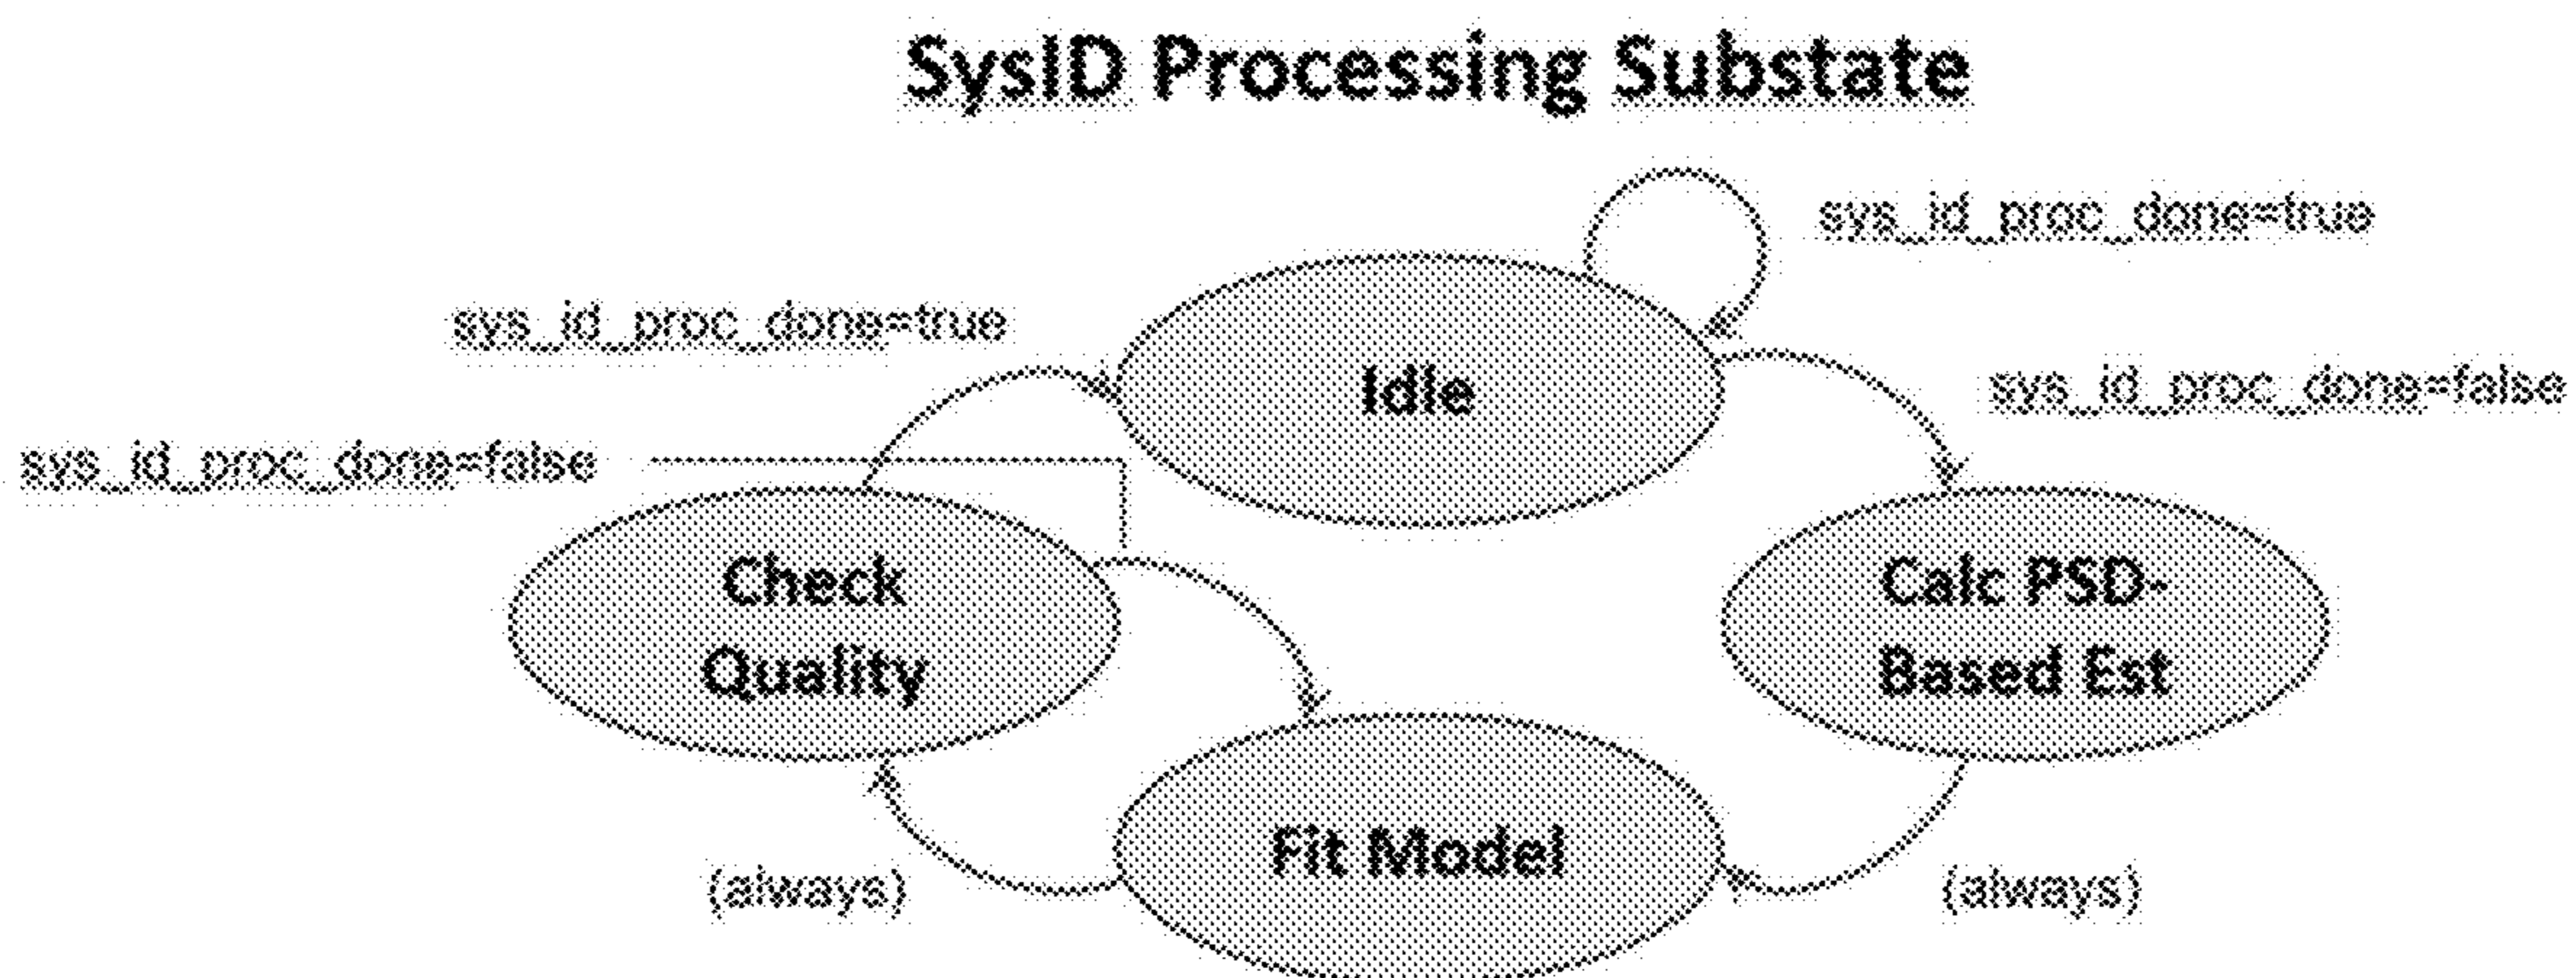 SysID Processing Substate
sys_id_proc_done=true
sys_id_proc_done=true
Idle
sys_id_proc_done=false
sys_id_proc_done=false
Check
Quality
Calc PSD-
Based Est
Fit Model
(always)
(always)